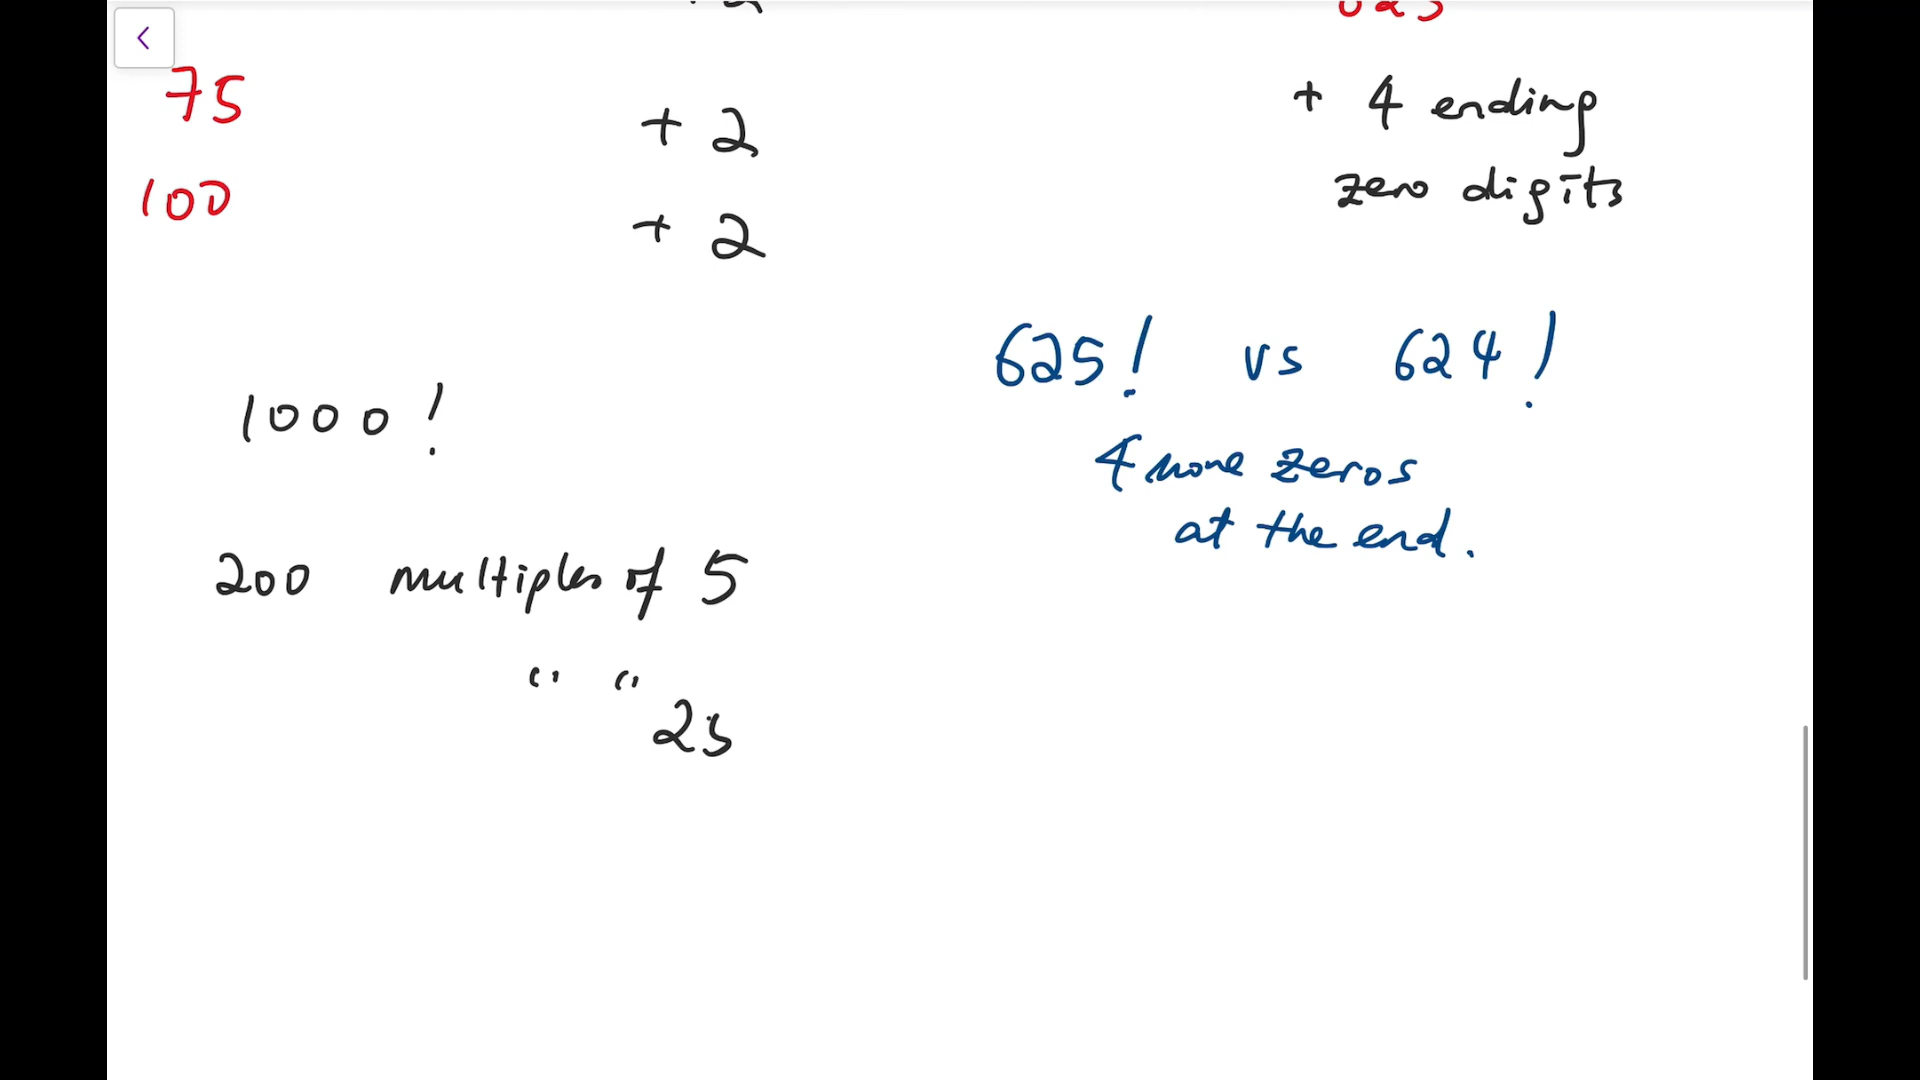 75
100
+ 2
+ 2
625
+ 4 ending
zero digits
625! vs 624!
4 more zeros
at the end.
1000!
200 multiples of 5
" "
25